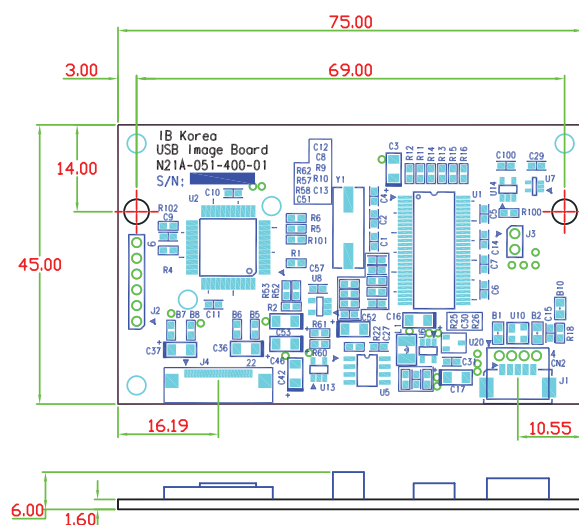 75.00
3.00
69.00
IB Korea
USB Image Board
N21A-051-400-01
S/N:
14.00
45.00
C12
C8
R62 R9
R57 R10
R58 C13
C51
C3
R12 R11 R14 R13 R15 R16
C100 C29
U14 U7
C10
U2
Y1
U1
R102
C9
C4
C5
R100
R6
R5
R101
C2
C1
C14
J3
6
R4
R1
C57
C7
U8
C6
R53
R52
C11
J2
R2
C16
B10
B7 B8
B6 B5
C52
R61
R25 C30 R26
B1 U10 B2
C15
R18
C37
C36
C53
R22
C27
L1
U20
R60
C46
J4
22
C42
U13
U5
C31
C17
4
CN2
J1
16.19
10.55
6.00
1.60